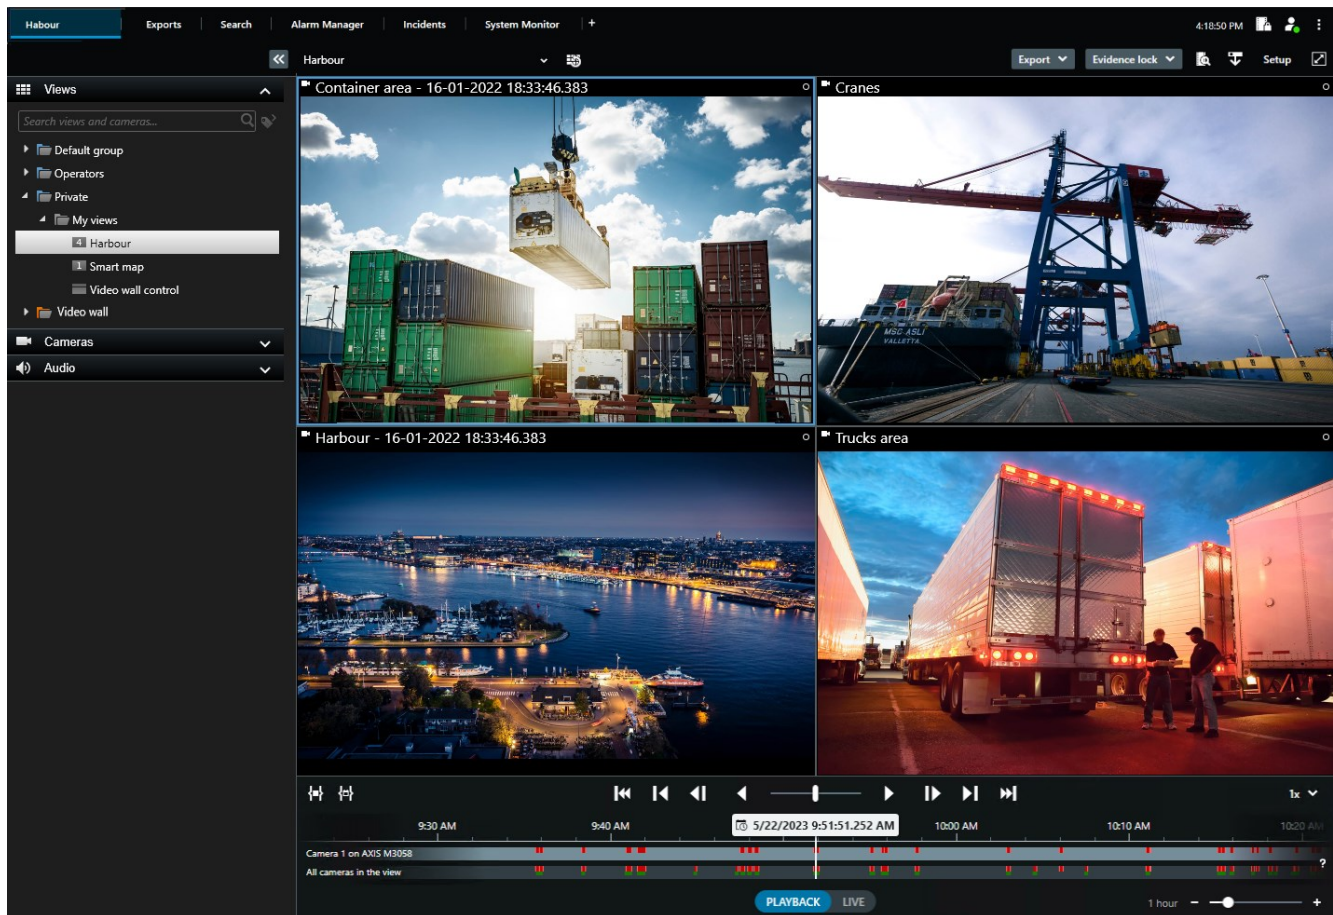 Habour Exports Search Alarm Manager Incidents System Monitor + 4:18:50 PM
Harbour Export Evidence lock Setup
Views
Search views and cameras...
Default group
Operators
Private
My views
4 Harbour
1 Smart map
Video wall control
Video wall
Cameras
Audio
Container area - 16-01-2022 18:33:46.383
Cranes
MSC ASLI
VALLETTA
Harbour - 16-01-2022 18:33:46.383
Trucks area
1x
9:30 AM 9:40 AM 5/22/2023 9:51:51.252 AM 10:00 AM 10:10 AM 10:20 AM
Camera 1 on AXIS M3058
All cameras in the view
?
PLAYBACK LIVE
1 hour - +